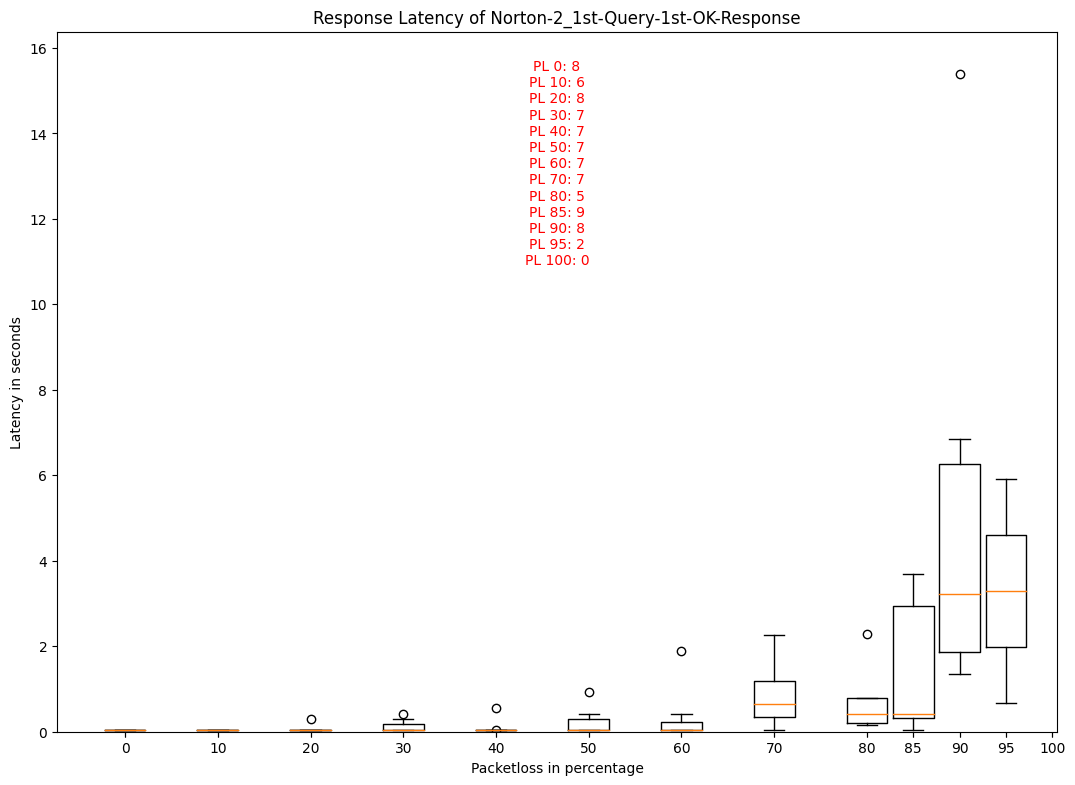 Response Latency of Norton-2_1st-Query-1st-OK-Response
PL 0: 8
PL 10: 6
PL 20: 8
PL 30: 7
PL 40: 7
PL 50: 7
PL 60: 7
PL 70: 7
PL 80: 5
PL 85: 9
PL 90: 8
PL 95: 2
PL 100: 0
Latency in seconds
16
14
12
10
8
6
4
2
0
0 10 20 30 40 50 60 70 80 85 90 95 100
Packetloss in percentage